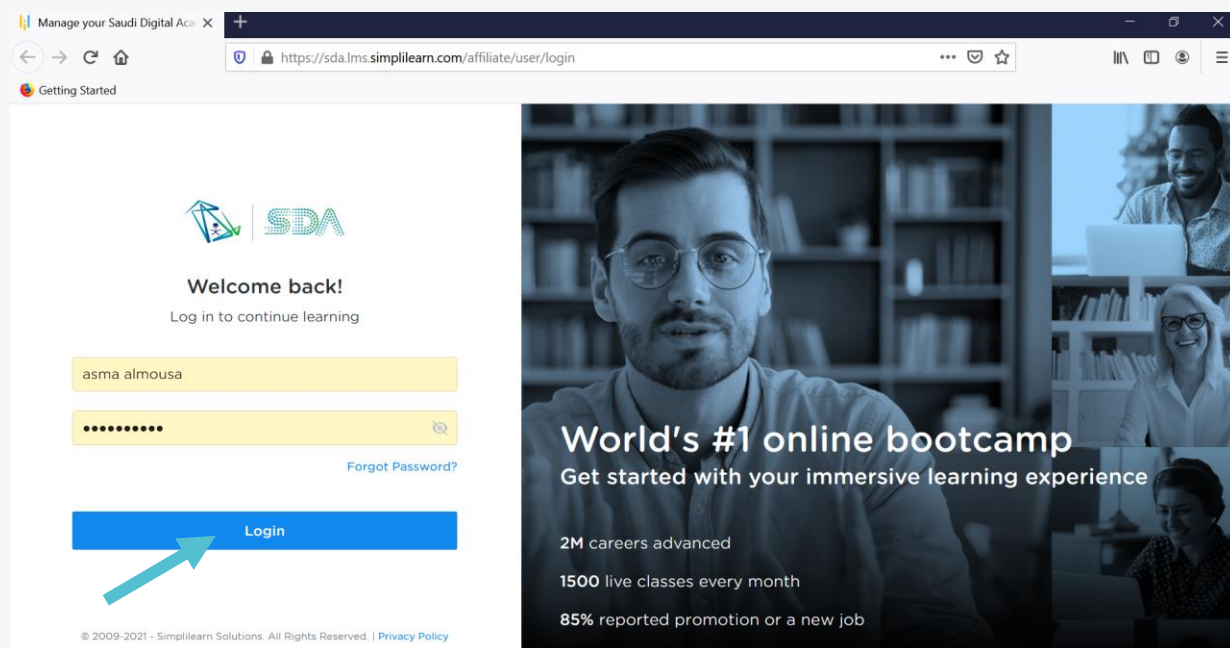 Manage your Saudi Digital Aca
https://sda.lms.simplilearn.com/affiliate/user/login
Getting Started
SDA
Welcome back!
Log in to continue learning
asma almousa
Forgot Password?
Login
© 2009-2021 - Simplilearn Solutions. All Rights Reserved. | Privacy Policy
World's #1 online bootcamp
Get started with your immersive learning experience
2M careers advanced
1500 live classes every month
85% reported promotion or a new job